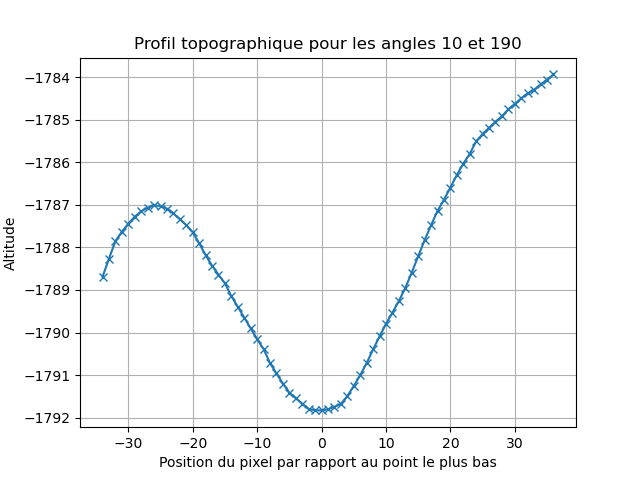 Profil topographique pour les angles 10 et 190
−1784
−1785
−1786
−1787
−1788
−1789
−1790
−1791
−1792
Altitude
−30 −20 −10 0 10 20 30
Position du pixel par rapport au point le plus bas